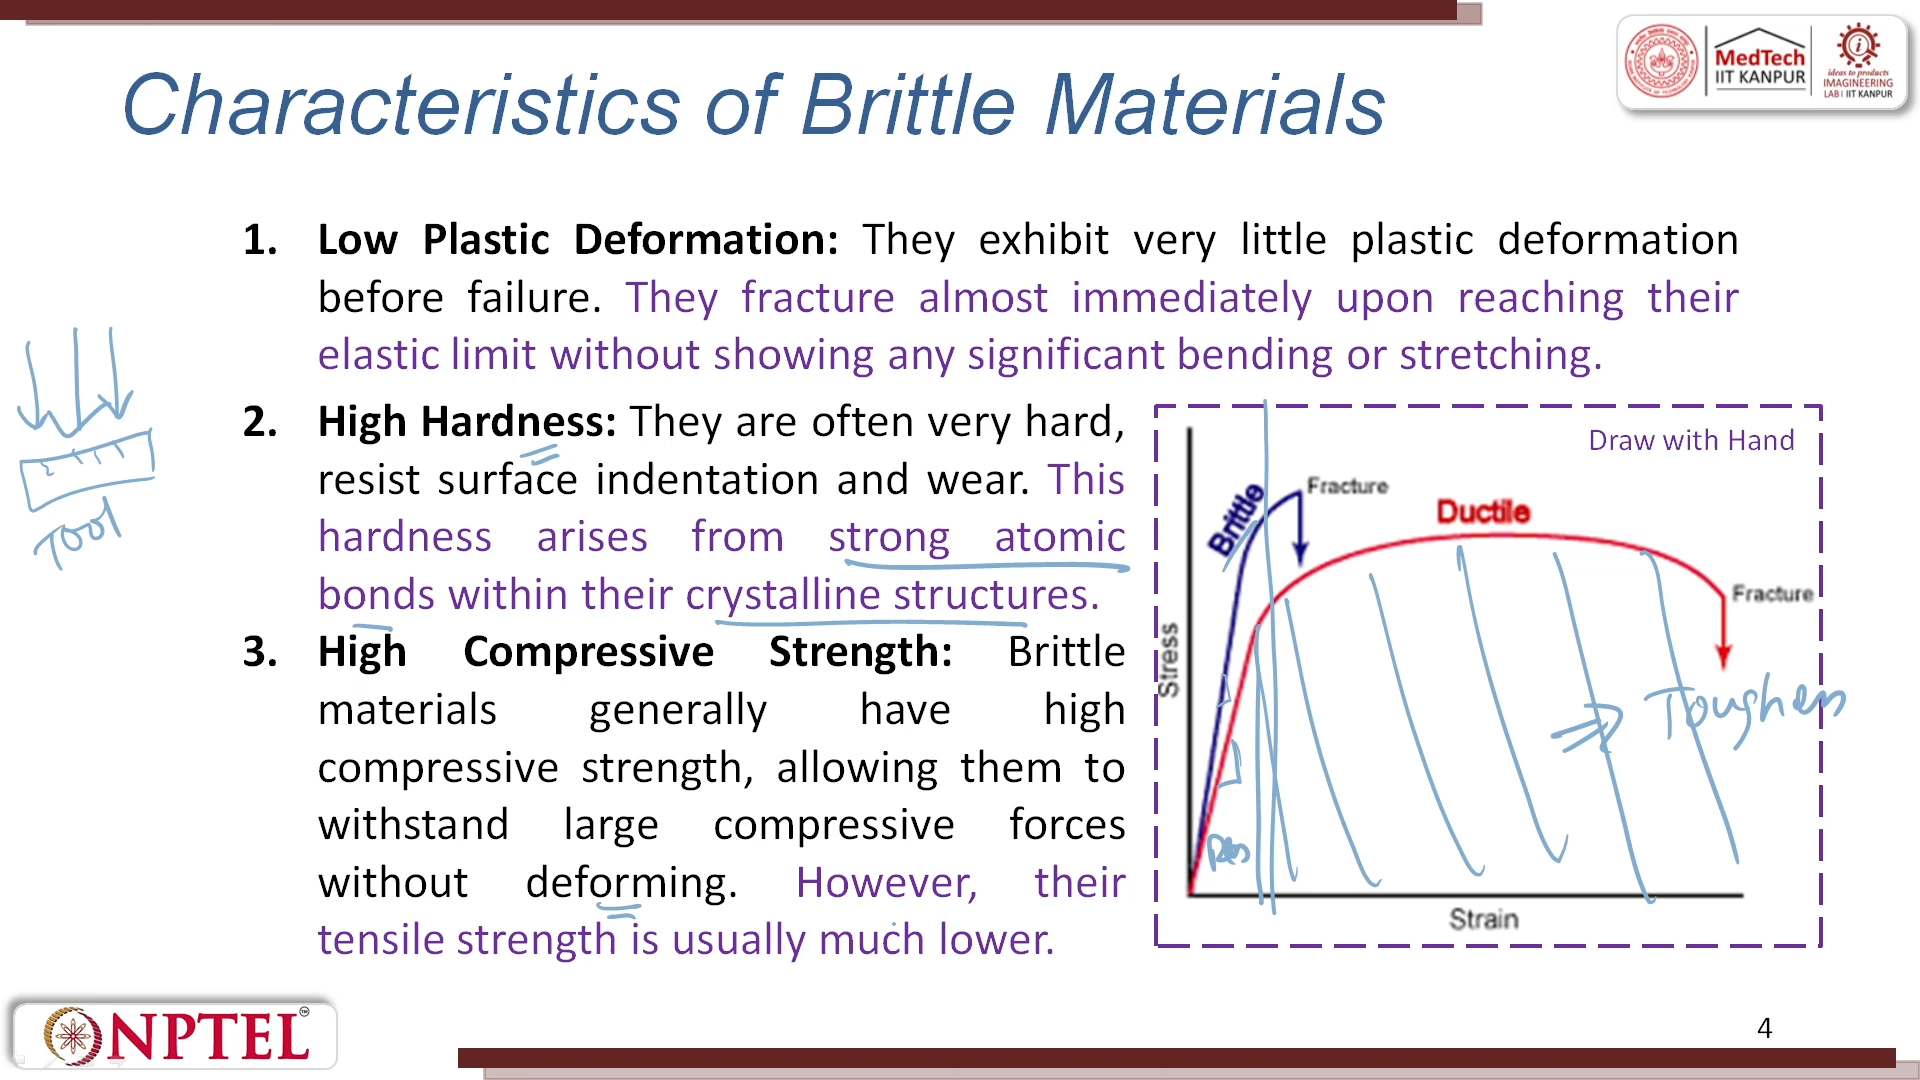 Characteristics of Brittle Materials
MedTech
IIT KANPUR
ideas to products
IMAGINEERING
LAB | IIT KANPUR
1. Low Plastic Deformation: They exhibit very little plastic deformation
before failure. They fracture almost immediately upon reaching their
elastic limit without showing any significant bending or stretching.
2. High Hardness: They are often very hard,
resist surface indentation and wear. This
hardness arises from strong atomic
bonds within their crystalline structures.
3. High Compressive Strength: Brittle
materials generally have high
compressive strength, allowing them to
withstand large compressive forces
without deforming. However, their
tensile strength is usually much lower.
Tool
Draw with Hand
Brittle
Fracture
Ductile
Fracture
Stress
Toughess
Strain
NPTEL
TM
4